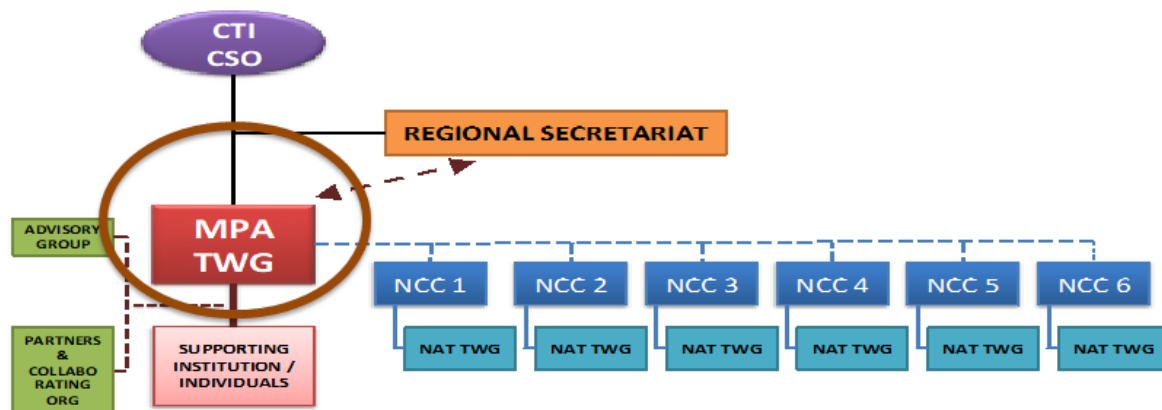 CTI
CSO
REGIONAL SECRETARIAT
ADVISORY
GROUP
MPA
TWG
NCC 1
NCC 2
NCC 3
NCC 4
NCC 5
NCC 6
PARTNERS
&
COLLABO
RATING
ORG
SUPPORTING
INSTITUTION /
INDIVIDUALS
NAT TWG
NAT TWG
NAT TWG
NAT TWG
NAT TWG
NAT TWG